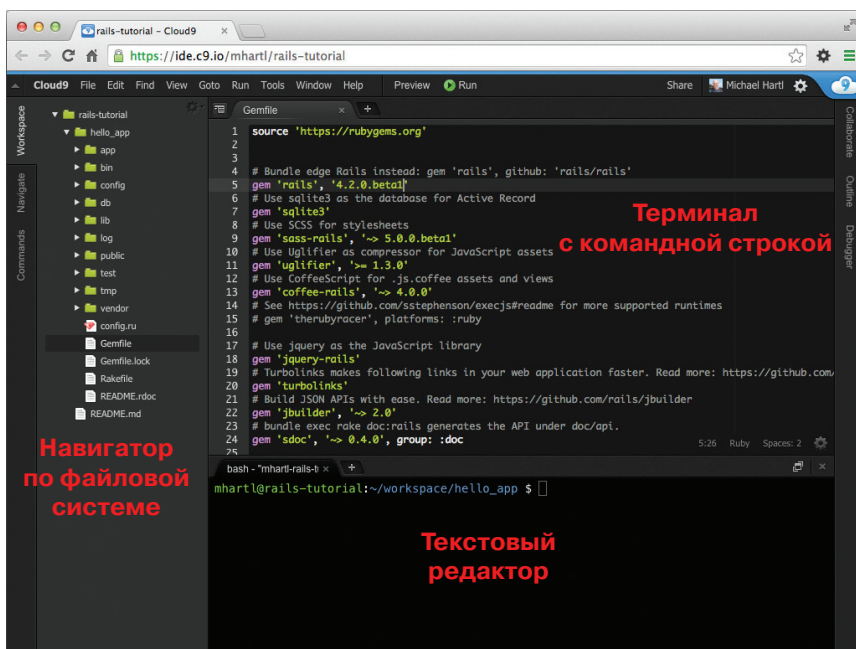 rails-tutorial - Cloud9
https://ide.c9.io/mhartl/rails-tutorial
Cloud9 File Edit Find View Goto Run Tools Window Help Preview Run Share Michael Hartl
Workspace
Navigate
Commands
rails-tutorial
hello_app
app
bin
config
db
lib
log
public
test
tmp
vendor
config.ru
Gemfile
Gemfile.lock
Rakefile
README.rdoc
README.md
Навигатор
по файловой
системе
Gemfile
1 source 'https://rubygems.org'
2
3
4 # Bundle edge Rails instead: gem 'rails', github: 'rails/rails'
5 gem 'rails', '4.2.0.beta1'
6 # Use sqlite3 as the database for Active Record
7 gem 'sqlite3'
8 # Use SCSS for stylesheets
9 gem 'sass-rails', '~> 5.0.0.beta1'
10 # Use Uglifier as compressor for JavaScript assets
11 gem 'uglifier', '>= 1.3.0'
12 # Use CoffeeScript for .js.coffee assets and views
13 gem 'coffee-rails', '~> 4.0.0'
14 # See https://github.com/sstephenson/execjs#readme for more supported runtimes
15 # gem 'therubyracer', platforms: :ruby
16
17 # Use jquery as the JavaScript library
18 gem 'jquery-rails'
19 # Turbolinks makes following links in your web application faster. Read more: https://github.com/
20 gem 'turbolinks'
21 # Build JSON APIs with ease. Read more: https://github.com/rails/jbuilder
22 gem 'jbuilder', '~> 2.0'
23 # bundle exec rake doc:rails generates the API under doc/api.
24 gem 'sdoc', '~> 0.4.0', group: :doc
25
Терминал
с командной строкой
5:26 Ruby Spaces: 2
bash - "mhartl-rails-t
mhartl@rails-tutorial:~/workspace/hello_app $
Текстовый
редактор
Collaborate
Outline
Debugger